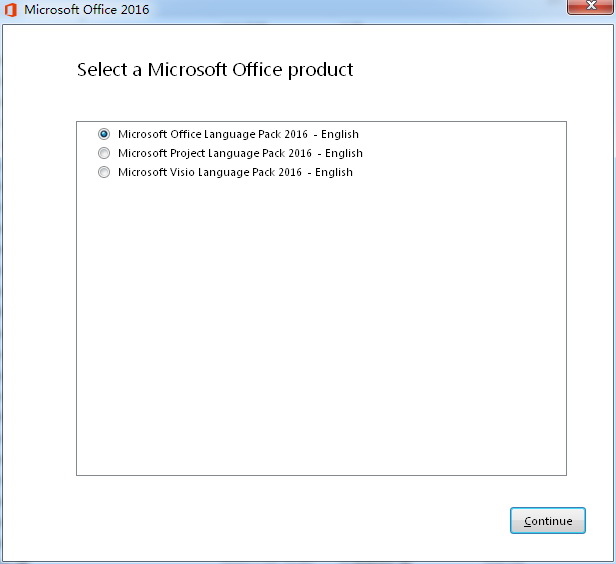 Microsoft Office 2016
Select a Microsoft Office product
Microsoft Office Language Pack 2016 - English
Microsoft Project Language Pack 2016 - English
Microsoft Visio Language Pack 2016 - English
Continue